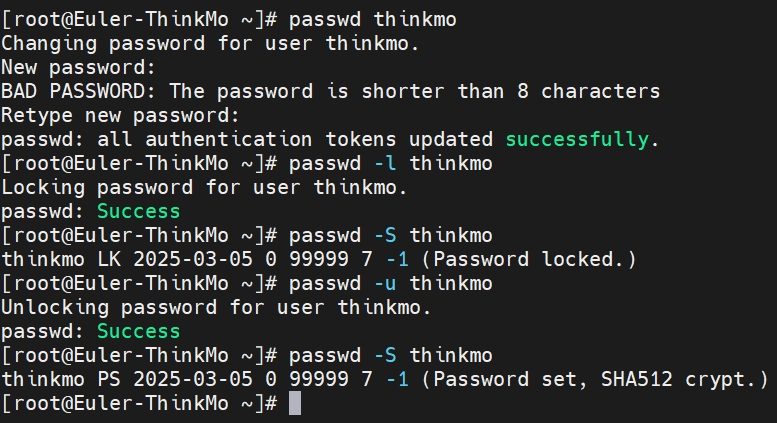 [root@Euler-ThinkMo ~]# passwd thinkmo
Changing password for user thinkmo.
New password:
BAD PASSWORD: The password is shorter than 8 characters
Retype new password:
passwd: all authentication tokens updated successfully.
[root@Euler-ThinkMo ~]# passwd -l thinkmo
Locking password for user thinkmo.
passwd: Success
[root@Euler-ThinkMo ~]# passwd -S thinkmo
thinkmo LK 2025-03-05 0 99999 7 -1 (Password locked.)
[root@Euler-ThinkMo ~]# passwd -u thinkmo
Unlocking password for user thinkmo.
passwd: Success
[root@Euler-ThinkMo ~]# passwd -S thinkmo
thinkmo PS 2025-03-05 0 99999 7 -1 (Password set, SHA512 crypt.)
[root@Euler-ThinkMo ~]#